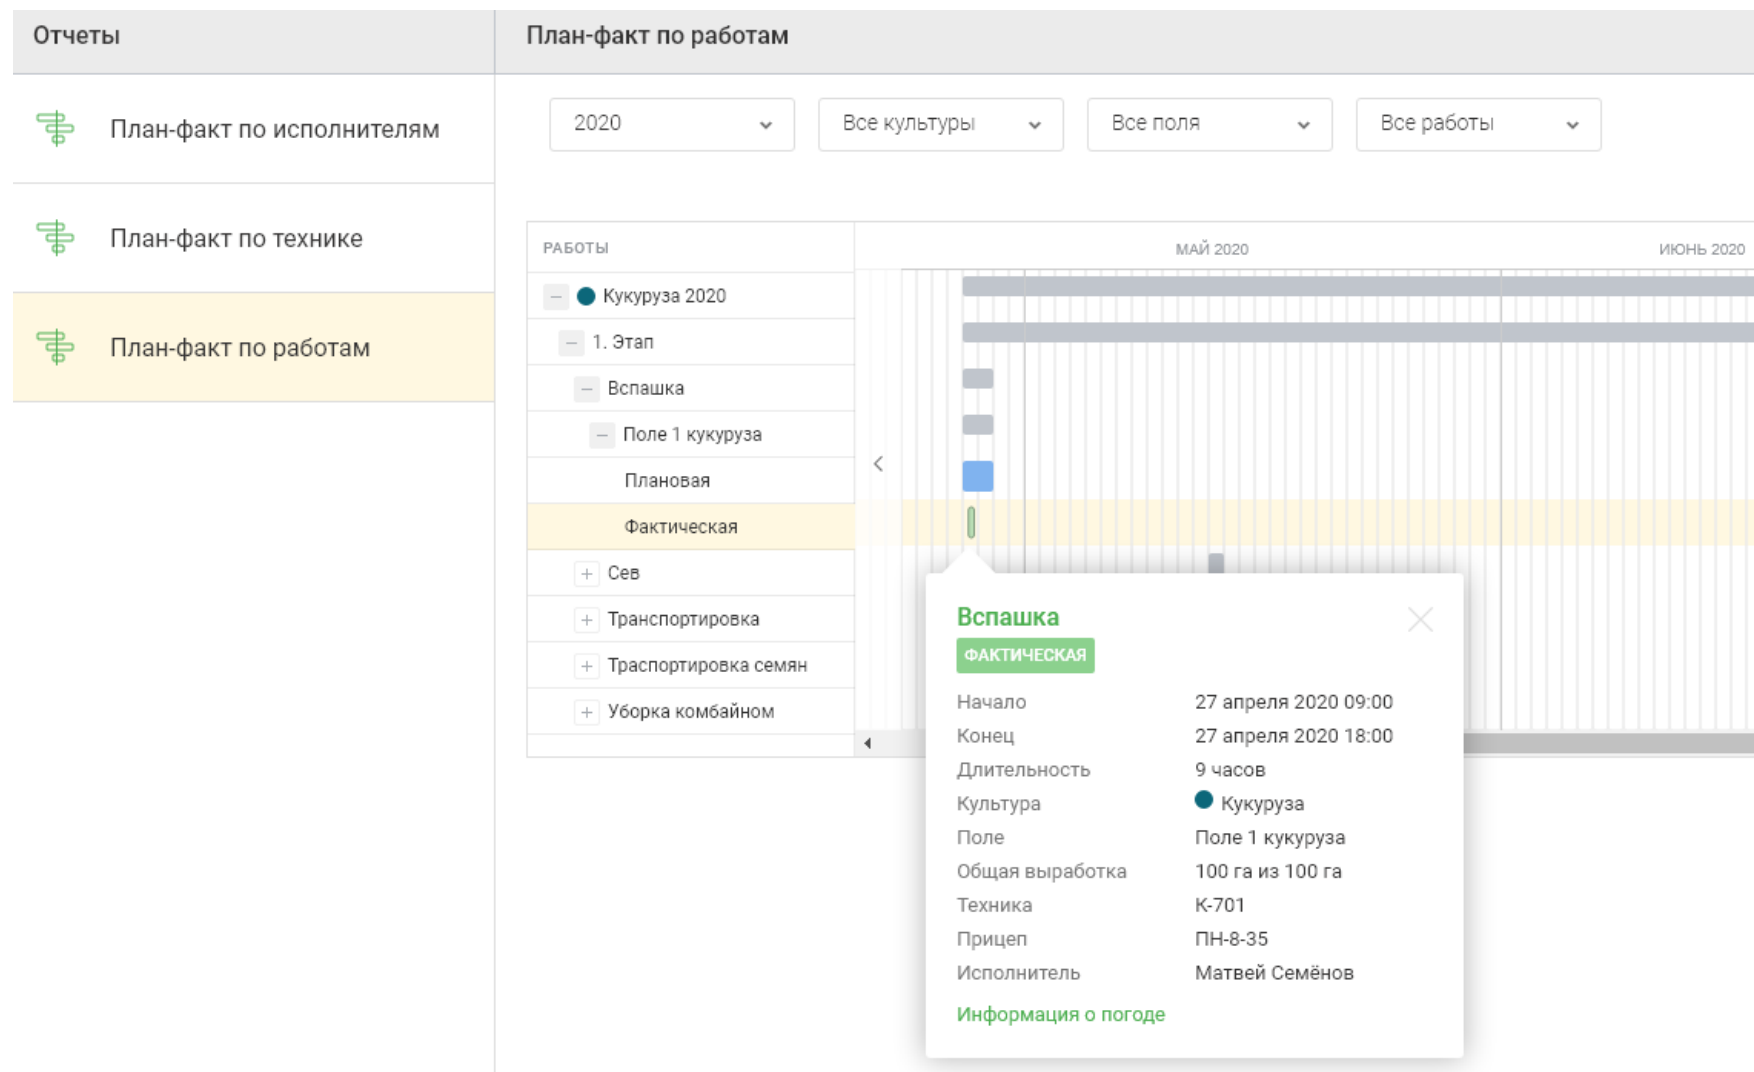 Отчеты
План-факт по работам
План-факт по исполнителям
План-факт по технике
План-факт по работам
2020
Все культуры
Все поля
Все работы
РАБОТЫ
МАЙ 2020
ИЮНЬ 2020
Кукуруза 2020
1. Этап
Вспашка
Поле 1 кукуруза
Плановая
Фактическая
Сев
Транспортировка
Траспортировка семян
Уборка комбайном
Вспашка
ФАКТИЧЕСКАЯ
Начало 27 апреля 2020 09:00
Конец 27 апреля 2020 18:00
Длительность 9 часов
Культура Кукуруза
Поле Поле 1 кукуруза
Общая выработка 100 га из 100 га
Техника К-701
Прицеп ПН-8-35
Исполнитель Матвей Семёнов
Информация о погоде